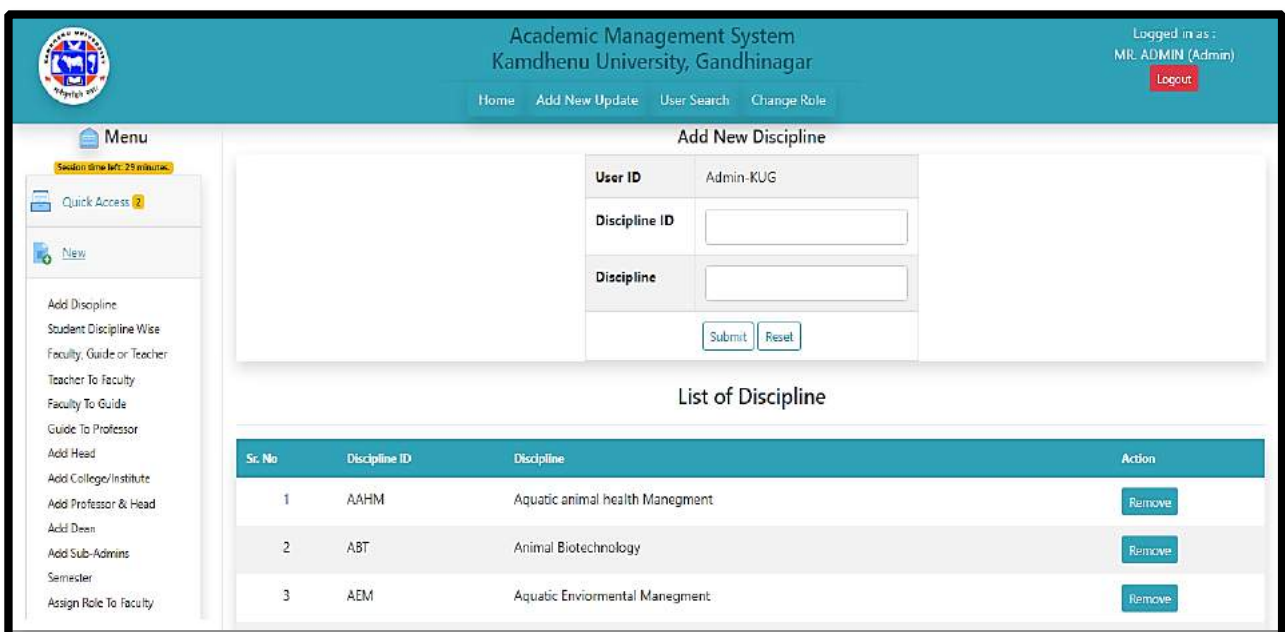 Academic Management System
Kamdhenu University, Gandhinagar
Home Add New Update User Search Change Role
Logged in as :
MR. ADMIN (Admin)
Logout
Menu
Session time left: 29 minutes.
Quick Access 2
New
Add Discipline
Student Discipline Wise
Faculty, Guide or Teacher
Teacher To Faculty
Faculty To Guide
Guide To Professor
Add Head
Add College/Institute
Add Professor & Head
Add Dean
Add Sub-Admins
Semester
Assign Role To Faculty
Add New Discipline
User ID Admin-KUG
Discipline ID
Discipline
Submit Reset
List of Discipline
Sr. No Discipline ID Discipline Action
1 AAHM Aquatic animal health Manegment Remove
2 ABT Animal Biotechnology Remove
3 AEM Aquatic Enviormental Manegment Remove